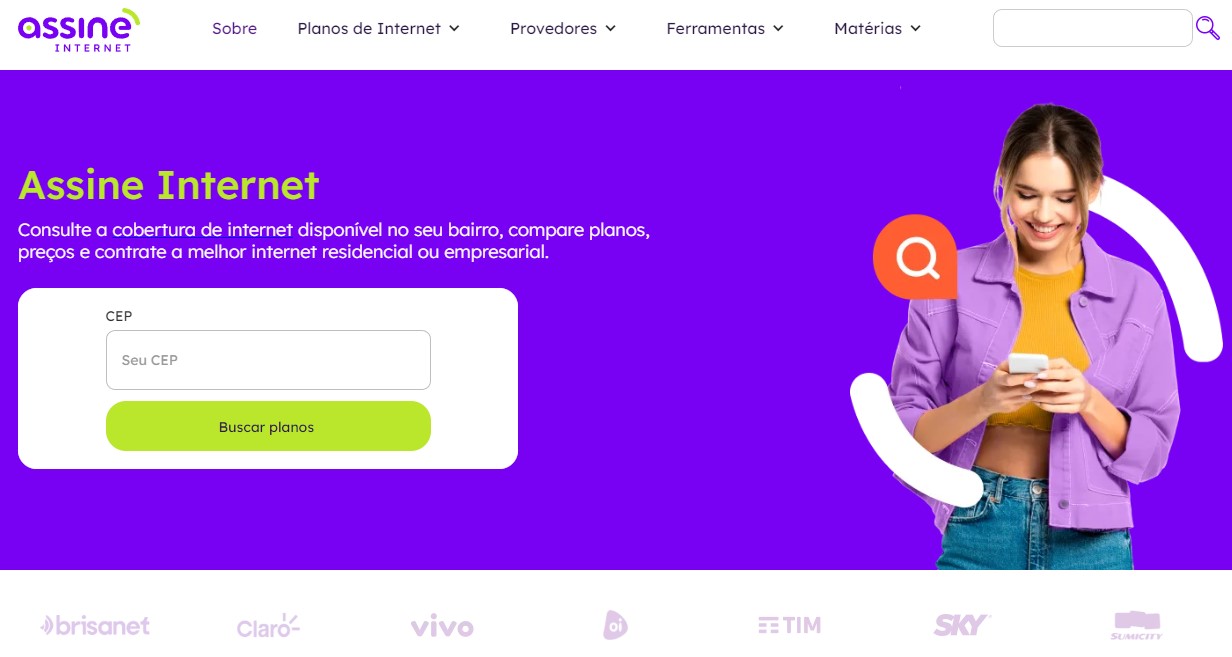 assine
INTERNET
Sobre
Planos de Internet
Provedores
Ferramentas
Matérias
Assine Internet
Consulte a cobertura de internet disponível no seu bairro, compare planos,
preços e contrate a melhor internet residencial ou empresarial.
CEP
Seu CEP
Buscar planos
brisanet
Claro
vivo
oi
TIM
SKY
SUMICITY